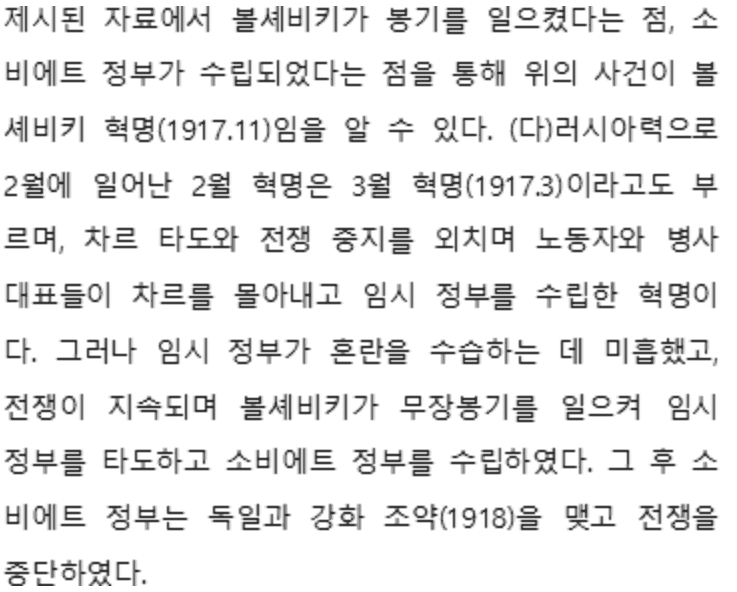 제시된 자료에서 볼셰비키가 봉기를 일으켰다는 점, 소
비에트 정부가 수립되었다는 점을 통해 위의 사건이 볼
셰비키 혁명(1917.11)임을 알 수 있다. (다)러시아력으로
2월에 일어난 2월 혁명은 3월 혁명(1917.3)이라고도 부
르며, 차르 타도와 전쟁 중지를 외치며 노동자와 병사
대표들이 차르를 몰아내고 임시 정부를 수립한 혁명이
다. 그러나 임시 정부가 혼란을 수습하는 데 미흡했고,
전쟁이 지속되며 볼셰비키가 무장봉기를 일으켜 임시
정부를 타도하고 소비에트 정부를 수립하였다. 그 후 소
비에트 정부는 독일과 강화 조약(1918)을 맺고 전쟁을
중단하였다.